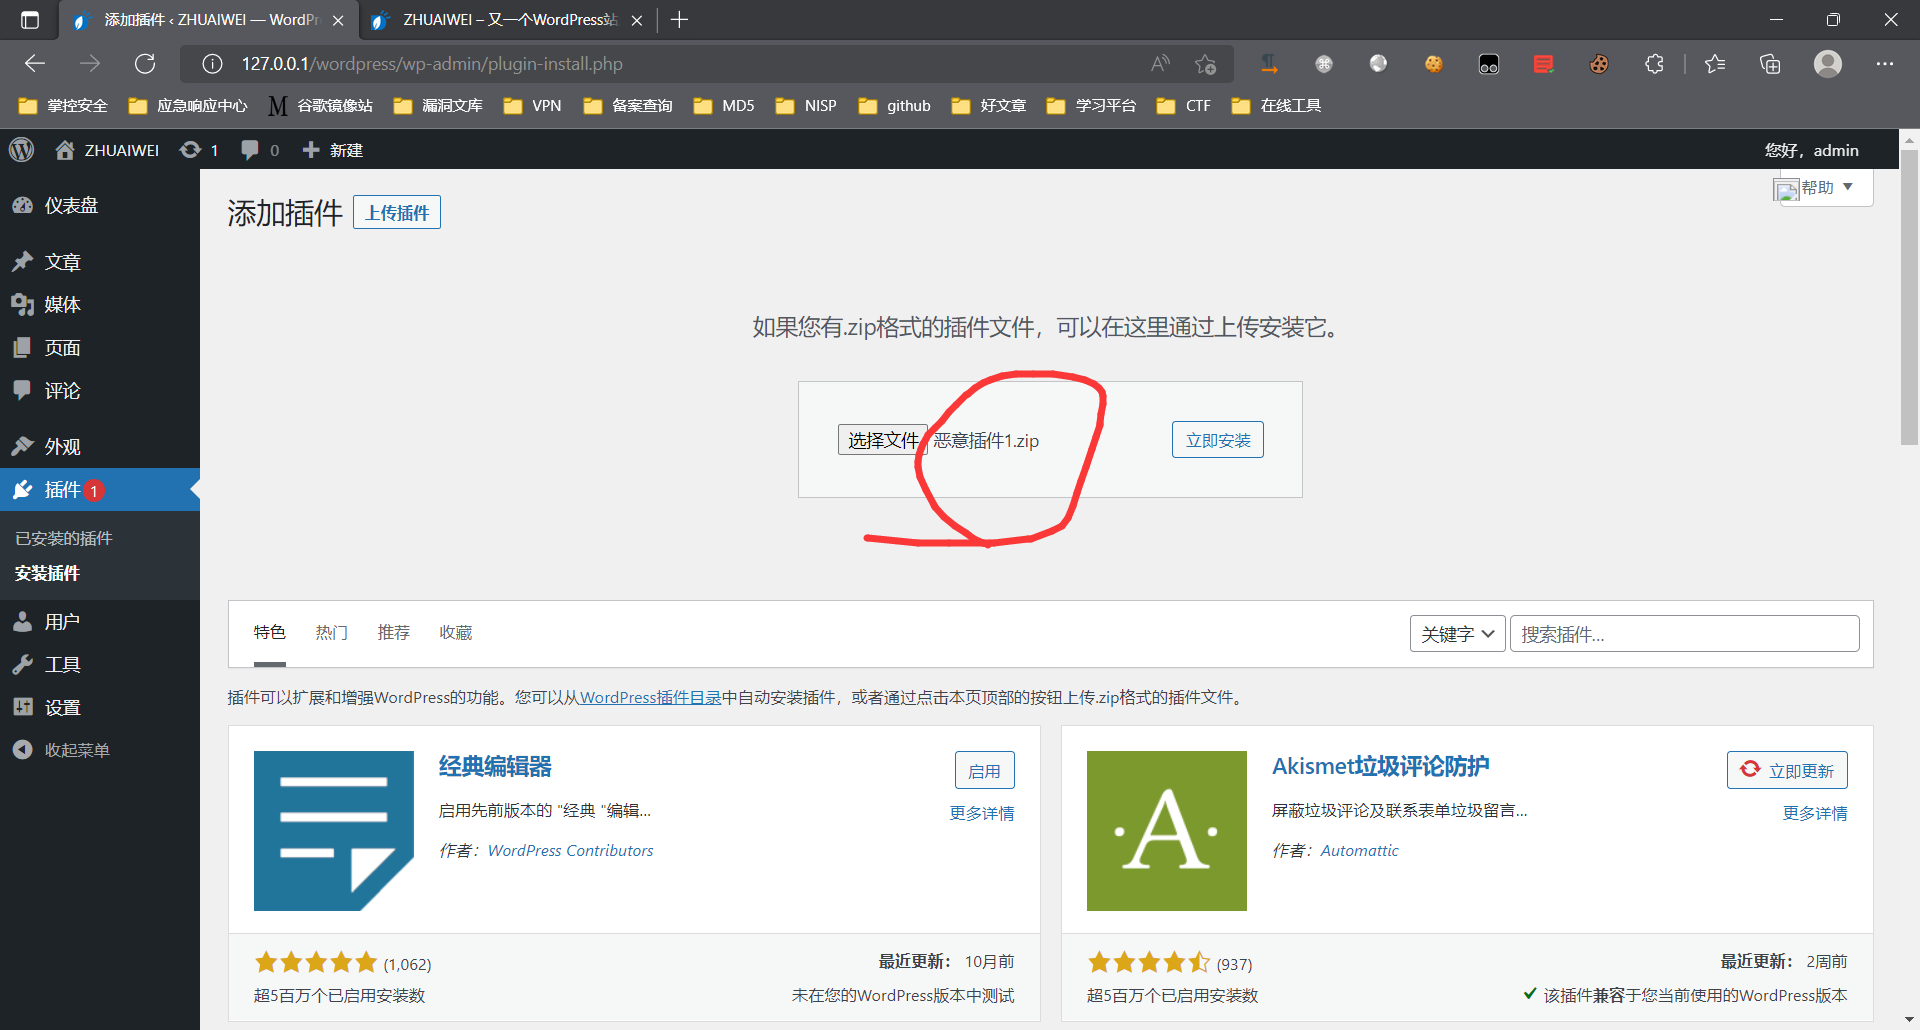 添加插件 ‹ ZHUAIWEI — WordPr
ZHUAIWEI – 又一个WordPress站
127.0.0.1/wordpress/wp-admin/plugin-install.php
掌控安全 应急响应中心 M 谷歌镜像站 漏洞文库 VPN 备案查询 MD5 NISP github 好文章 学习平台 CTF 在线工具
ZHUAIWEI 1 0 新建
您好，admin
仪表盘
文章
媒体
页面
评论
外观
插件 1
已安装的插件
安装插件
用户
工具
设置
收起菜单
添加插件 上传插件
帮助
如果您有.zip格式的插件文件，可以在这里通过上传安装它。
选择文件 恶意插件1.zip
立即安装
特色 热门 推荐 收藏
关键字 搜索插件...
插件可以扩展和增强WordPress的功能。您可以从WordPress插件目录中自动安装插件，或者通过点击本页顶部的按钮上传.zip格式的插件文件。
经典编辑器
启用
启用先前版本的 "经典 "编辑...
更多详情
作者：WordPress Contributors
(1,062)
最近更新： 10月前
超5百万个已启用安装数
未在您的WordPress版本中测试
Akismet垃圾评论防护
立即更新
屏蔽垃圾评论及联系表单垃圾留言...
更多详情
作者：Automattic
·A·
(937)
最近更新： 2周前
超5百万个已启用安装数
✓ 该插件兼容于您当前使用的WordPress版本